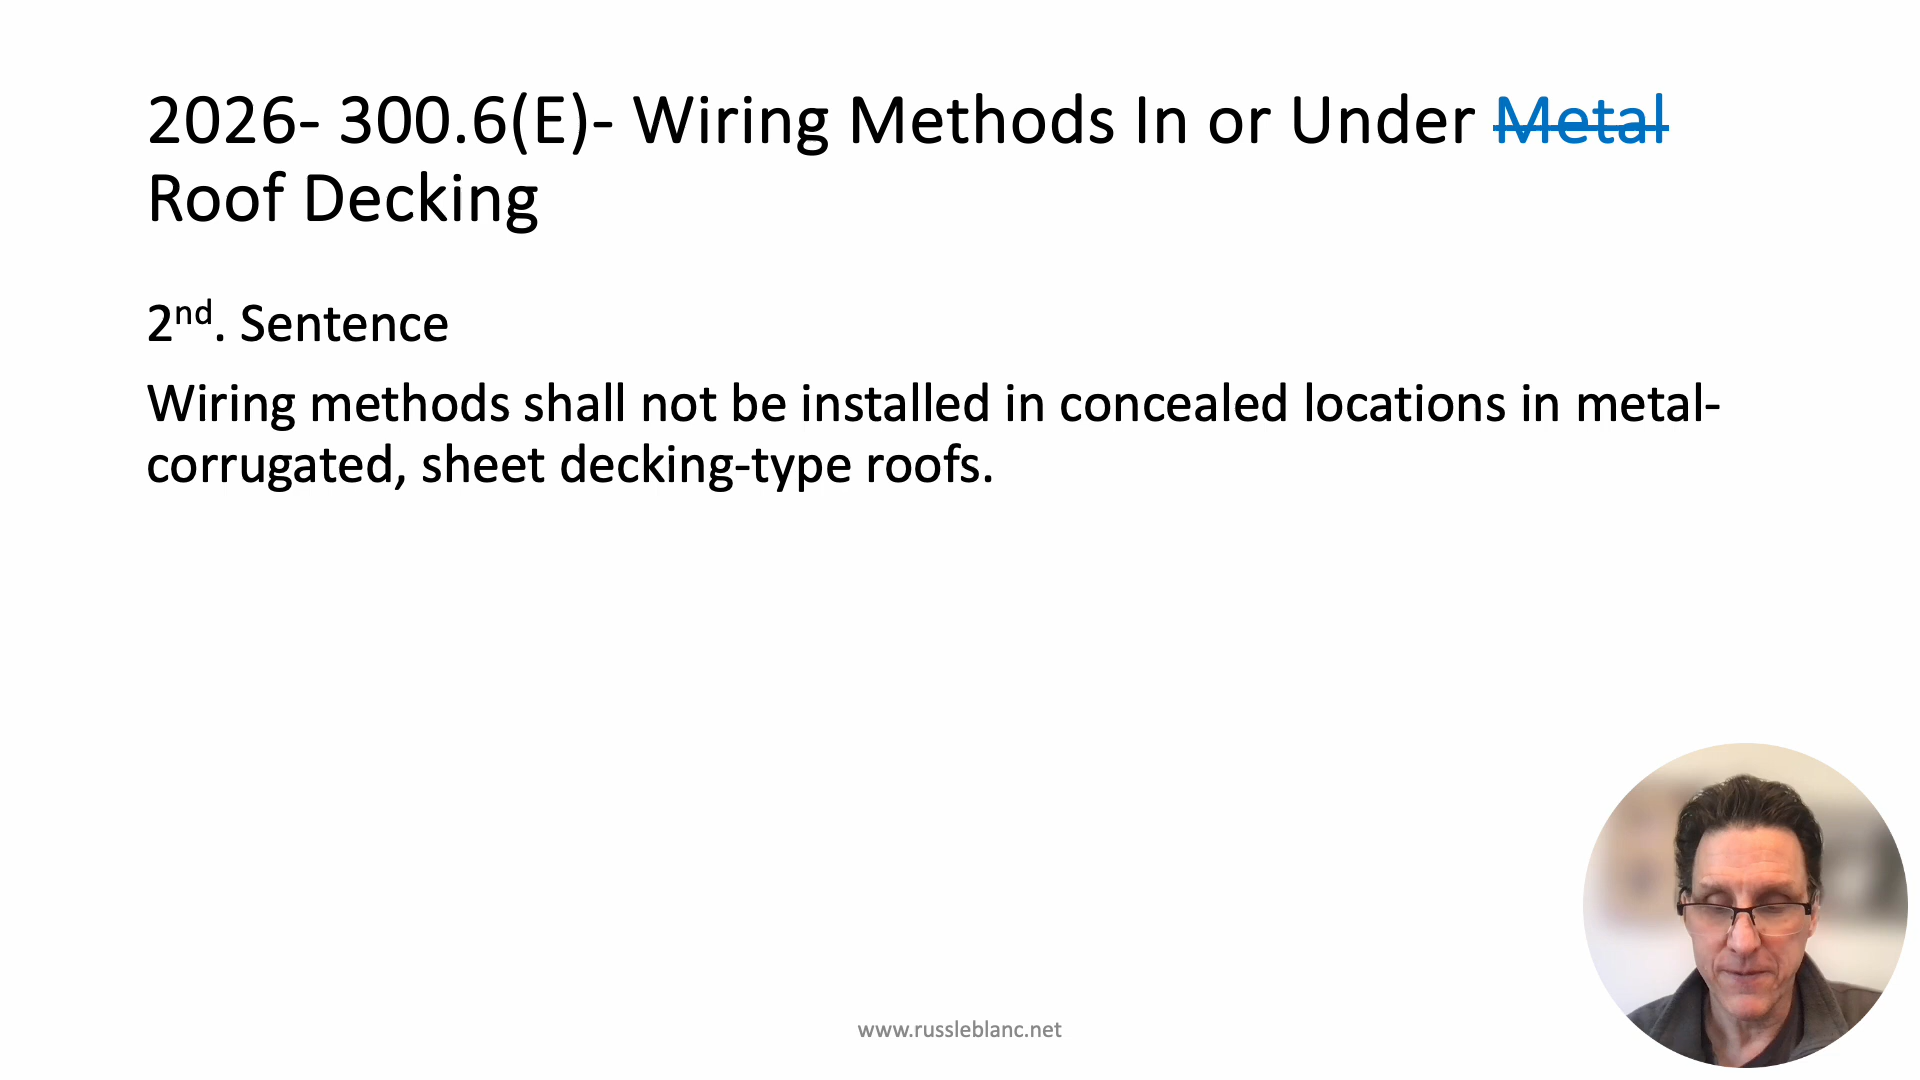 2026- 300.6(E)- Wiring Methods In or Under Metal
Roof Decking
2nd. Sentence
Wiring methods shall not be installed in concealed locations in metal-
corrugated, sheet decking-type roofs.
www.russleblanc.net